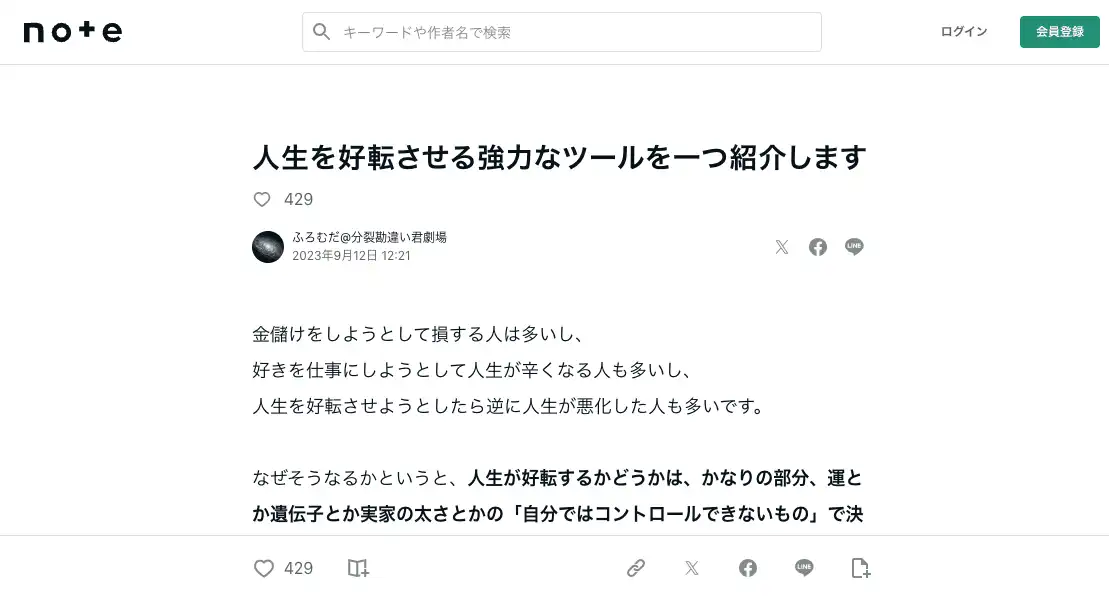 note
キーワードや作者名で検索
ログイン
会員登録
人生を好転させる強力なツールを一つ紹介します
429
ふろむだ@分裂勘違い君劇場
2023年9月12日 12:21
LINE
金儲けをしようとして損する人は多いし、
好きを仕事にしようとして人生が辛くなる人も多いし、
人生を好転させようとしたら逆に人生が悪化した人も多いです。
なぜそうなるかというと、人生が好転するかどうかは、かなりの部分、運と
か遺伝子とか実家の太さとかの「自分ではコントロールできないもの」で決
429
LINE